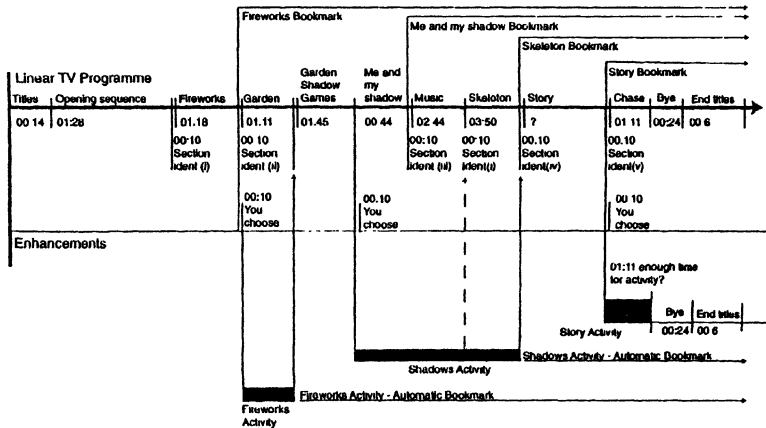 Fireworks Bookmark
Me and my shadow Bookmark
Skeleton Bookmark
Story Bookmark
Linear TV Programme
Titles
Opening sequence
Fireworks
Garden
Garden
Shadow
Games
Me and
my
shadow
Music
Skeloton
Story
Chase
Bye
End titles
00 14
01:28
01.18
01.11
01.45
00 44
02 44
03·50
?
01 11
00·24
00 6
00·10
Section
ident (i)
00 10
Section
ident (ii)
00:10
Section
ident (iii)
00·10
Section
ident(i)
00.10
Section
ident(iv)
00.10
Section
ident(v)
00:10
You
choose
00.10
You
choose
00 10
You
choose
Enhancements
01:11 enough time
for activity?
Bye
End titles
Story Activity
00:24
00 6
Shadows Activity - Automatic Bookmark
Shadows Activity
Fireworks Activity - Automatic Bookmark
Fireworks
Activity